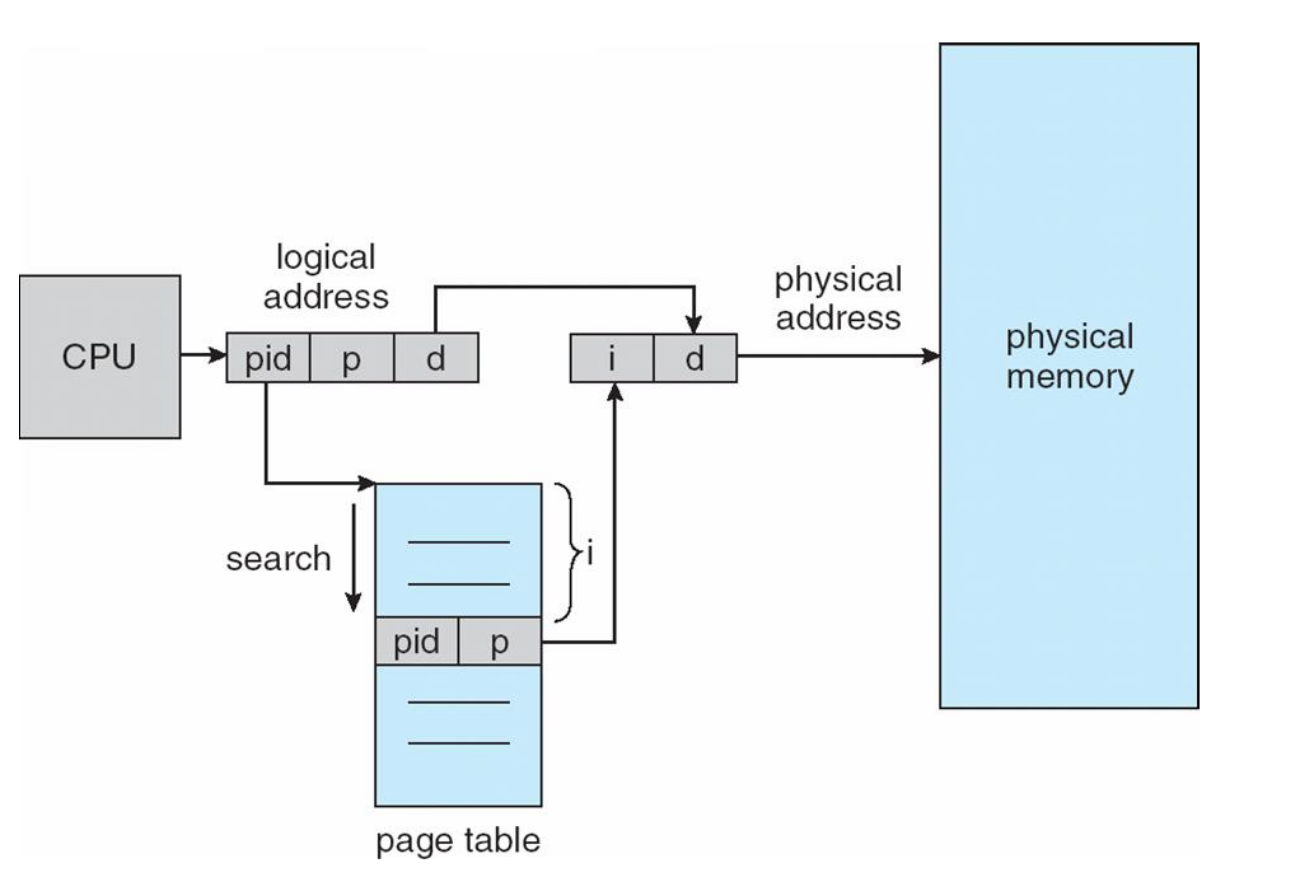 logical
address
physical
address
CPU
pid p d
i d
physical
memory
search
i
pid p
page table